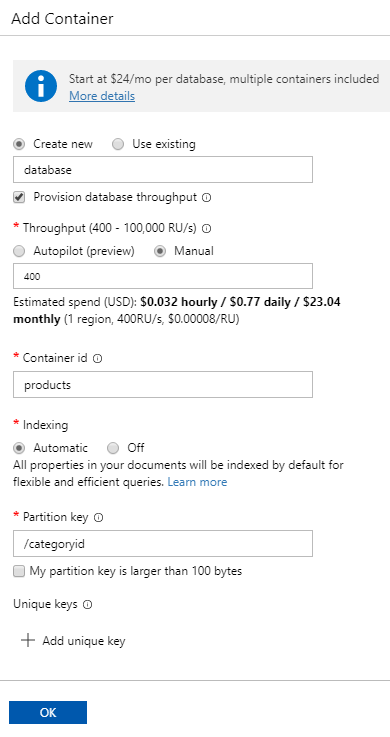 Add Container
Start at $24/mo per database, multiple containers included
More details
Create new Use existing
database
Provision database throughput
* Throughput (400 - 100,000 RU/s)
Autopilot (preview) Manual
400
Estimated spend (USD): $0.032 hourly / $0.77 daily / $23.04
monthly (1 region, 400RU/s, $0.00008/RU)
* Container id
products
* Indexing
Automatic Off
All properties in your documents will be indexed by default for
flexible and efficient queries. Learn more
* Partition key
/categoryid
My partition key is larger than 100 bytes
Unique keys
+ Add unique key
OK